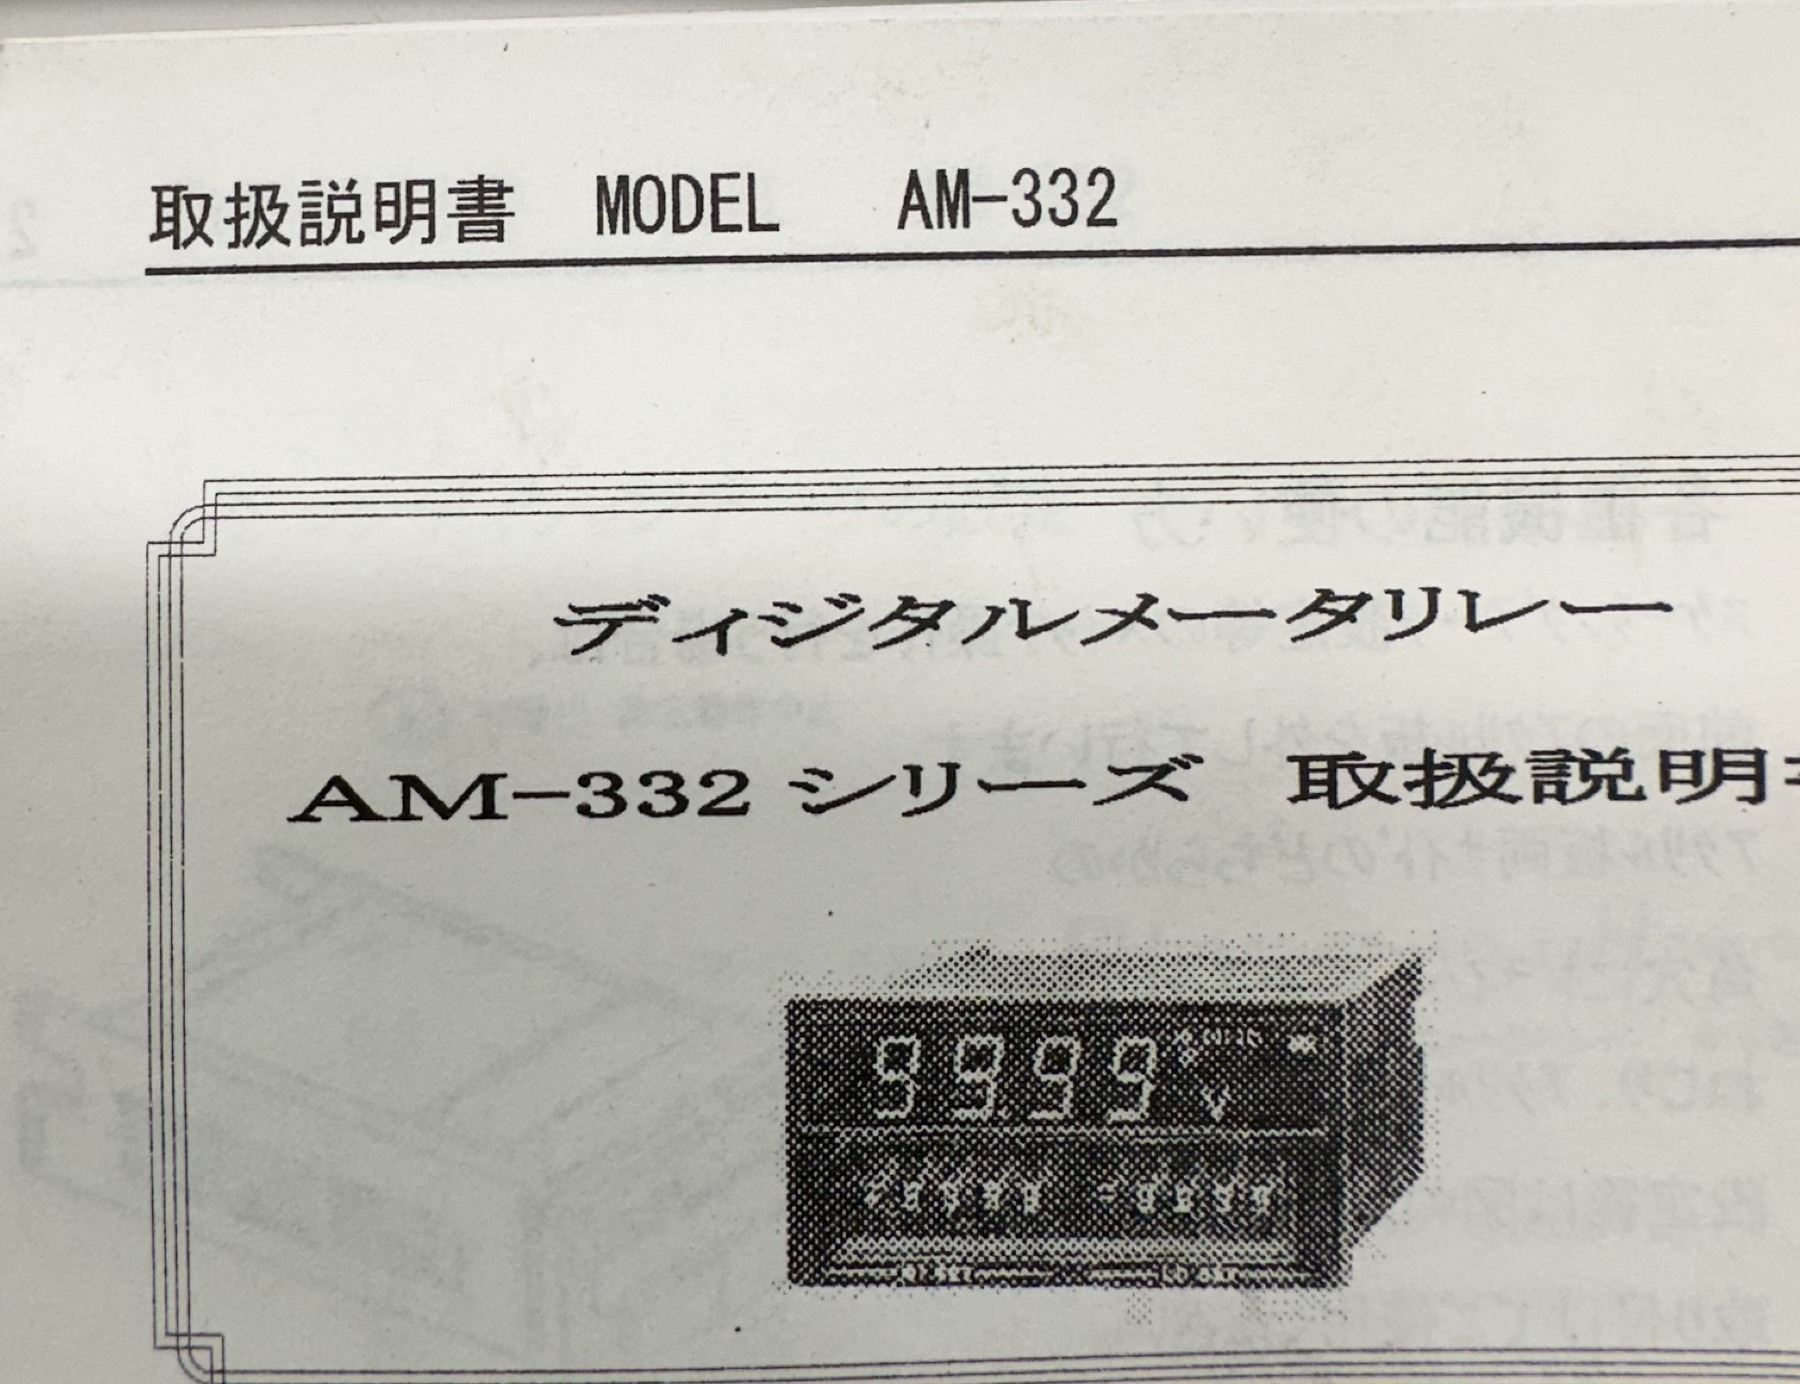 取扱説明書 MODEL AM-332
ディジタルメータリレー
AM-332 シリーズ 取扱説明
9999
V